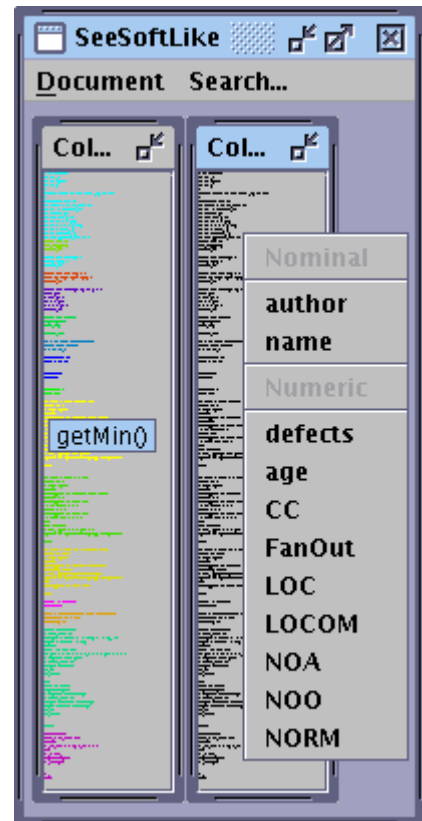 SeeSoftLike
Document Search...
Col... Col...
getMin()
Nominal
author
name
Numeric
defects
age
CC
FanOut
LOC
LOCOM
NOA
NOO
NORM